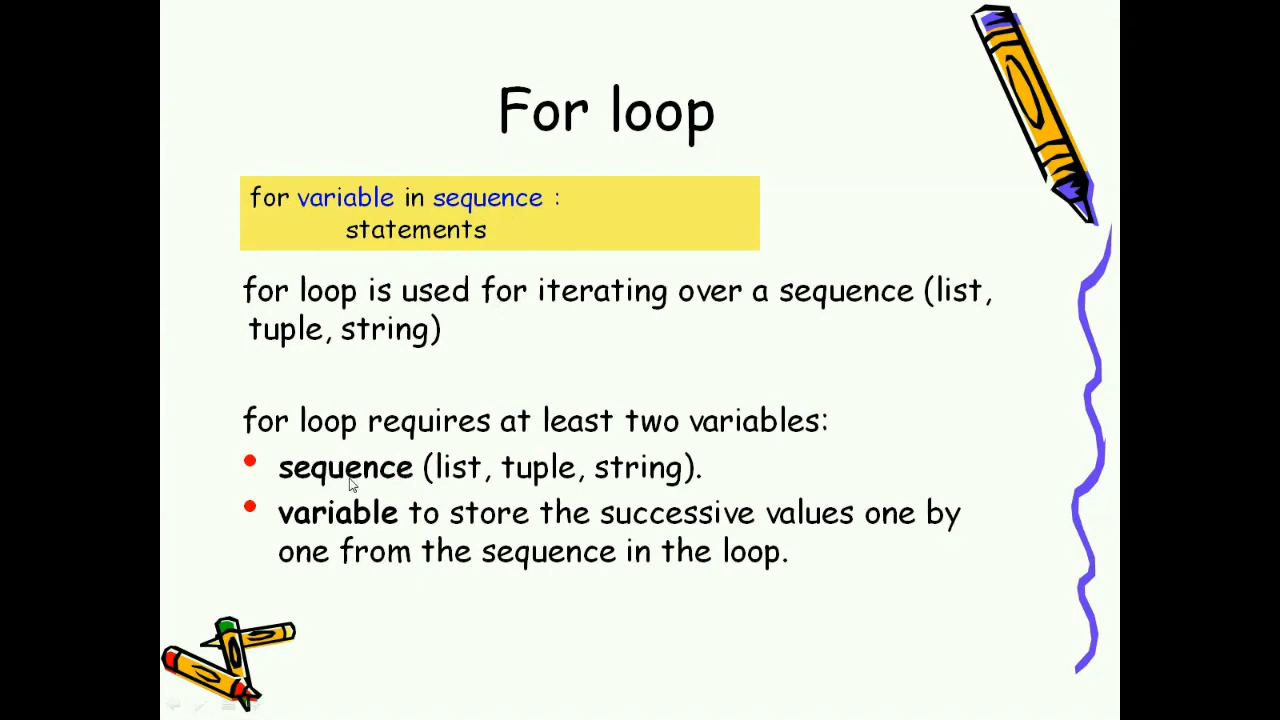 For loop
for variable in sequence :
statements
for loop is used for iterating over a sequence (list,
tuple, string)
for loop requires at least two variables:
• sequence (list, tuple, string).
• variable to store the successive values one by
one from the sequence in the loop.